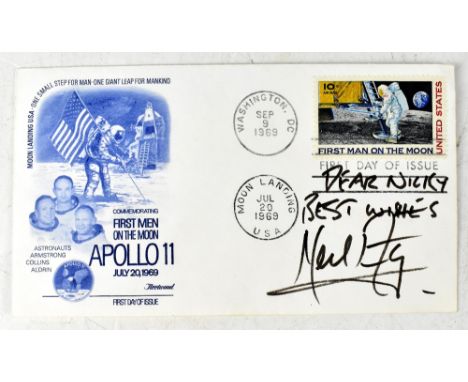 MOON LANDING USA · ONE SMALL STEP FOR MAN · ONE GIANT LEAP FOR MANKIND
COMMEMORATING
FIRST MEN
ON THE MOON
APOLLO 11
JULY 20, 1969
ASTRONAUTS
ARMSTRONG
COLLINS
ALDRIN
Fleetwood
FIRST DAY OF ISSUE
WASHINGTON, DC
SEP
9
1969
MOON LANDING
JUL
20
1969
USA
10¢
UNITED STATES
FIRST MAN ON THE MOON
FIRST DAY OF ISSUE
DEAR NICKY
BEST WISHES